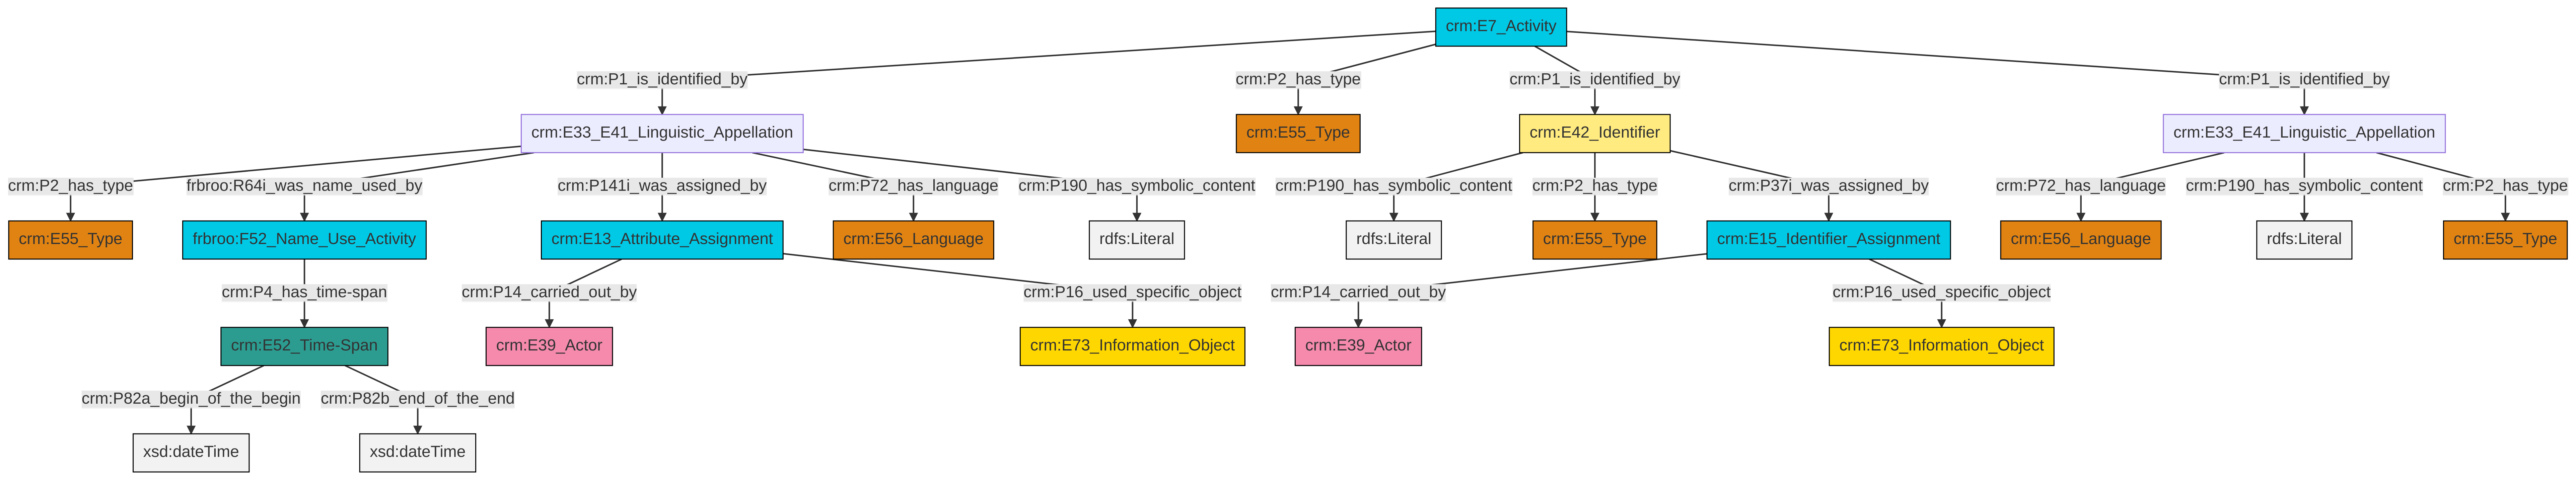 crm:E7_Activity
crm:P1_is_identified_by
crm:P2_has_type
crm:P1_is_identified_by
crm:P1_is_identified_by
crm:E33_E41_Linguistic_Appellation
crm:E55_Type
crm:E42_Identifier
crm:E33_E41_Linguistic_Appellation
crm:P2_has_type
frbroo:R64i_was_name_used_by
crm:P141i_was_assigned_by
crm:P72_has_language
crm:P190_has_symbolic_content
crm:P190_has_symbolic_content
crm:P2_has_type
crm:P37i_was_assigned_by
crm:P72_has_language
crm:P190_has_symbolic_content
crm:P2_has_type
crm:E55_Type
frbroo:F52_Name_Use_Activity
crm:E13_Attribute_Assignment
crm:E56_Language
rdfs:Literal
rdfs:Literal
crm:E55_Type
crm:E15_Identifier_Assignment
crm:E56_Language
rdfs:Literal
crm:E55_Type
crm:P4_has_time-span
crm:P14_carried_out_by
crm:P16_used_specific_object
crm:P14_carried_out_by
crm:P16_used_specific_object
crm:E52_Time-Span
crm:E39_Actor
crm:E73_Information_Object
crm:E39_Actor
crm:E73_Information_Object
crm:P82a_begin_of_the_begin
crm:P82b_end_of_the_end
xsd:dateTime
xsd:dateTime